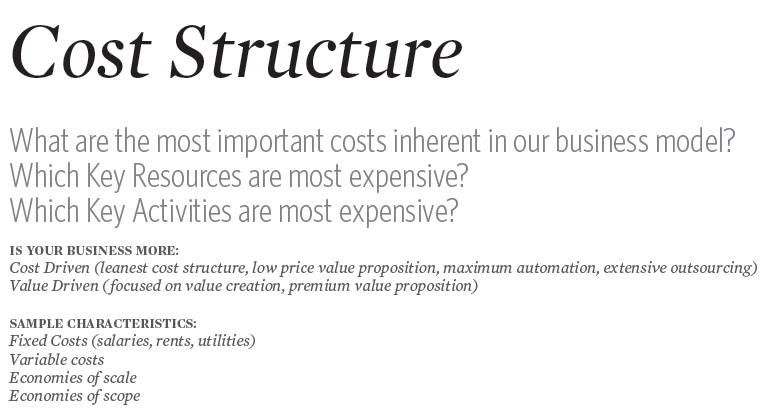 Cost Structure
What are the most important costs inherent in our business model?
Which Key Resources are most expensive?
Which Key Activities are most expensive?
IS YOUR BUSINESS MORE:
Cost Driven (leanest cost structure, low price value proposition, maximum automation, extensive outsourcing)
Value Driven (focused on value creation, premium value proposition)
SAMPLE CHARACTERISTICS:
Fixed Costs (salaries, rents, utilities)
Variable costs
Economies of scale
Economies of scope